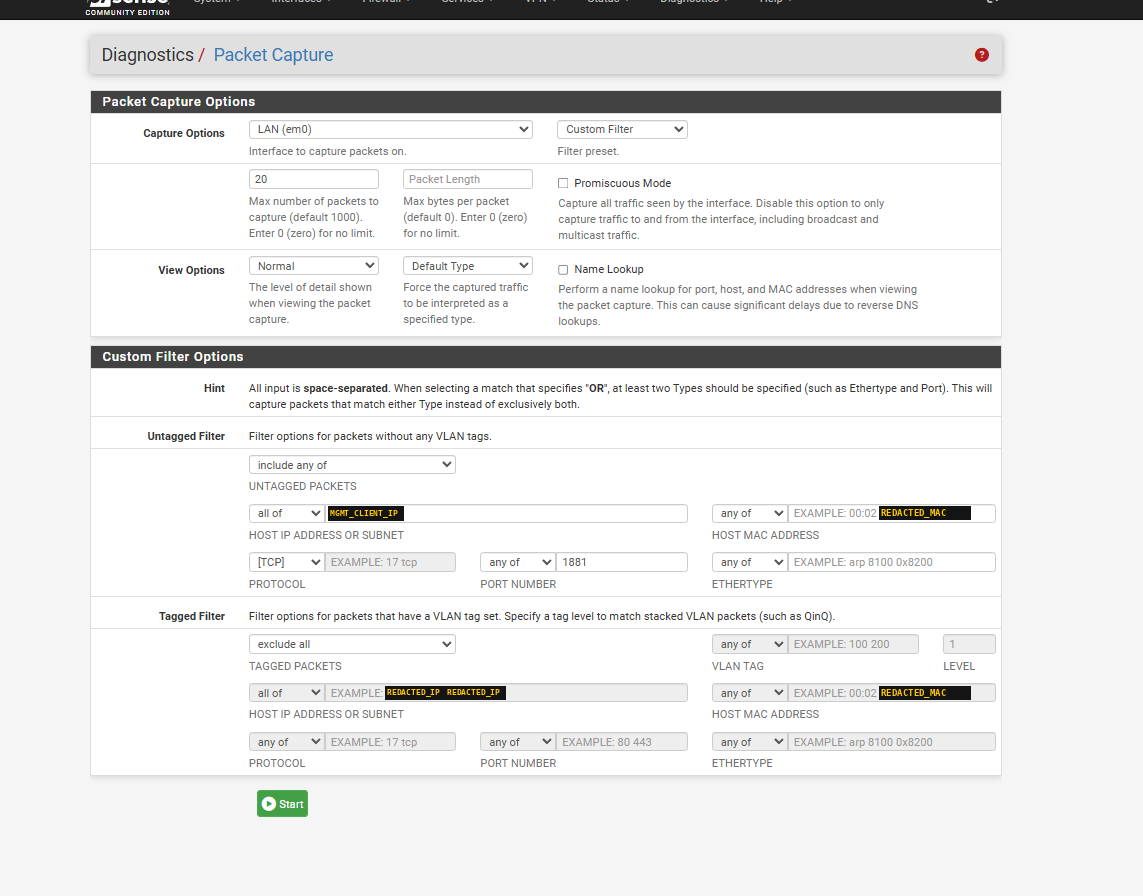 COMMUNITY EDITION
Diagnostics / Packet Capture
?
Packet Capture Options
Capture Options
LAN (em0)
Custom Filter
Interface to capture packets on.
Filter preset.
20
Packet Length
Promiscuous Mode
Max number of packets to
capture (default 1000).
Enter 0 (zero) for no limit.
Max bytes per packet
(default 0). Enter 0 (zero)
for no limit.
Capture all traffic seen by the interface. Disable this option to only
capture traffic to and from the interface, including broadcast and
multicast traffic.
View Options
Normal
Default Type
Name Lookup
The level of detail shown
when viewing the packet
capture.
Force the captured traffic
to be interpreted as a
specified type.
Perform a name lookup for port, host, and MAC addresses when viewing
the packet capture. This can cause significant delays due to reverse DNS
lookups.
Custom Filter Options
Hint
All input is space-separated. When selecting a match that specifies "OR", at least two Types should be specified (such as Ethertype and Port). This will
capture packets that match either Type instead of exclusively both.
Untagged Filter
Filter options for packets without any VLAN tags.
include any of
UNTAGGED PACKETS
all of MGMT_CLIENT_IP
any of EXAMPLE: 00:02 REDACTED_MAC
HOST IP ADDRESS OR SUBNET
HOST MAC ADDRESS
[TCP] EXAMPLE: 17 tcp
any of 1881
any of EXAMPLE: arp 8100 0x8200
PROTOCOL
PORT NUMBER
ETHERTYPE
Tagged Filter
Filter options for packets that have a VLAN tag set. Specify a tag level to match stacked VLAN packets (such as QinQ).
exclude all
any of EXAMPLE: 100 200
1
TAGGED PACKETS
VLAN TAG
LEVEL
all of EXAMPLE: REDACTED_IP REDACTED_IP
any of EXAMPLE: 00:02 REDACTED_MAC
HOST IP ADDRESS OR SUBNET
HOST MAC ADDRESS
any of EXAMPLE: 17 tcp
any of EXAMPLE: 80 443
any of EXAMPLE: arp 8100 0x8200
PROTOCOL
PORT NUMBER
ETHERTYPE
Start